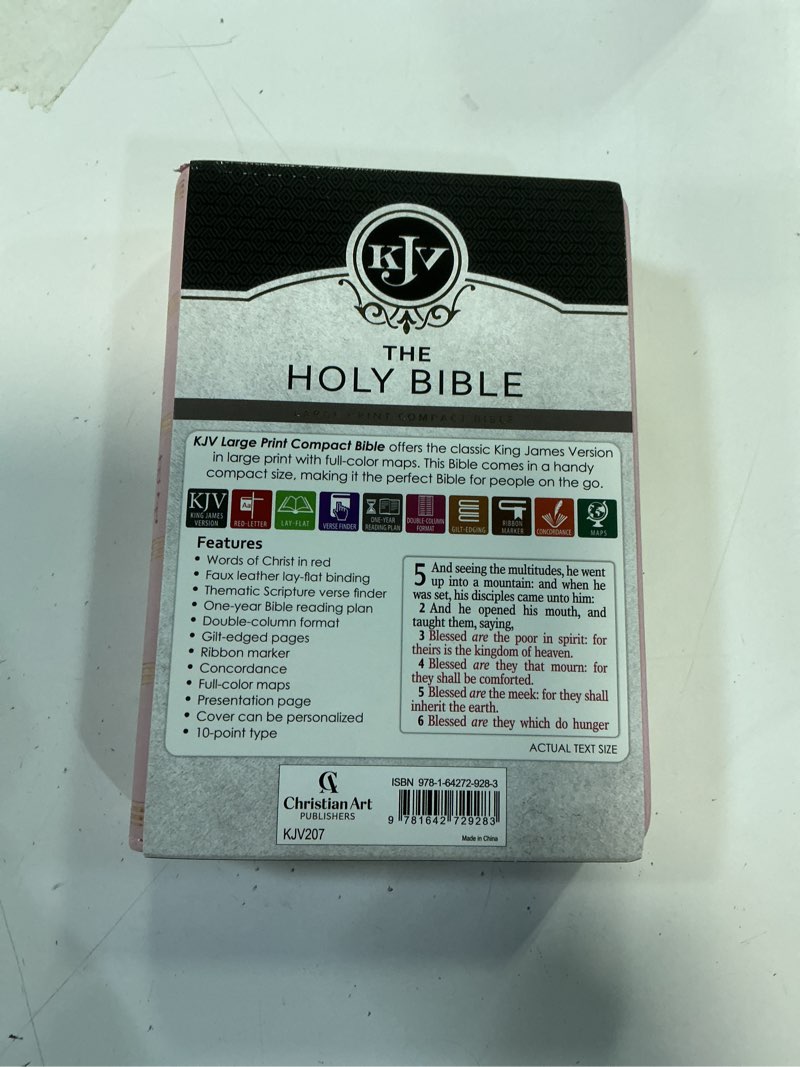 KJV
THE
HOLY BIBLE
LARGE PRINT COMPACT BIBLE
KJV Large Print Compact Bible offers the classic King James Version
in large print with full-color maps. This Bible comes in a handy
compact size, making it the perfect Bible for people on the go.
KJV
KING JAMES
VERSION
Aa
RED-LETTER
LAY-FLAT
VERSE FINDER
ONE-YEAR
READING PLAN
DOUBLE-COLUMN
FORMAT
GILT-EDGING
RIBBON
MARKER
CONCORDANCE
MAPS
Features
• Words of Christ in red
• Faux leather lay-flat binding
• Thematic Scripture verse finder
• One-year Bible reading plan
• Double-column format
• Gilt-edged pages
• Ribbon marker
• Concordance
• Full-color maps
• Presentation page
• Cover can be personalized
• 10-point type
5 And seeing the multitudes, he went
up into a mountain: and when he
was set, his disciples came unto him:
2 And he opened his mouth, and
taught them, saying,
3 Blessed are the poor in spirit: for
theirs is the kingdom of heaven.
4 Blessed are they that mourn: for
they shall be comforted.
5 Blessed are the meek: for they shall
inherit the earth.
6 Blessed are they which do hunger
ACTUAL TEXT SIZE
Christian Art
PUBLISHERS
KJV207
ISBN 978-1-64272-928-3
9 781642 729283
Made in China